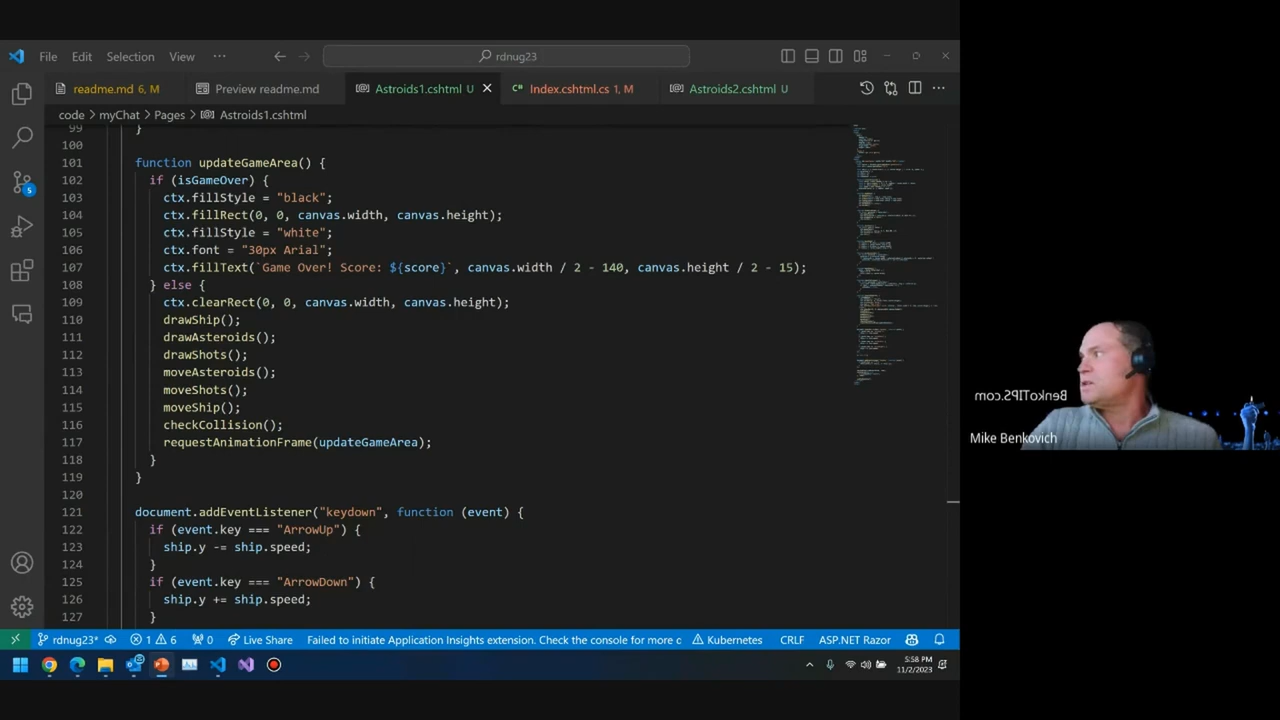 File Edit Selection View ··· rdnug23
readme.md 6, M Preview readme.md Astroids1.cshtml U Index.cshtml.cs 1, M Astroids2.cshtml U
code > myChat > Pages > Astroids1.cshtml
99 }
100
101 function updateGameArea() {
102 if (isGameOver) {
103 ctx.fillStyle = "black";
104 ctx.fillRect(0, 0, canvas.width, canvas.height);
105 ctx.fillStyle = "white";
106 ctx.font = "30px Arial";
107 ctx.fillText(`Game Over! Score: ${score}`, canvas.width / 2 - 140, canvas.height / 2 - 15);
108 } else {
109 ctx.clearRect(0, 0, canvas.width, canvas.height);
110 drawShip();
111 drawAsteroids();
112 drawShots();
113 moveAsteroids();
114 moveShots();
115 moveShip();
116 checkCollision();
117 requestAnimationFrame(updateGameArea);
118 }
119 }
120
121 document.addEventListener("keydown", function (event) {
122 if (event.key === "ArrowUp") {
123 ship.y -= ship.speed;
124 }
125 if (event.key === "ArrowDown") {
126 ship.y += ship.speed;
127 }
5
BenkoTIPS.com
Mike Benkovich
rdnug23* 1 6 0 Live Share Failed to initiate Application Insights extension. Check the console for more d Kubernetes CRLF ASP.NET Razor
5:58 PM
11/2/2023